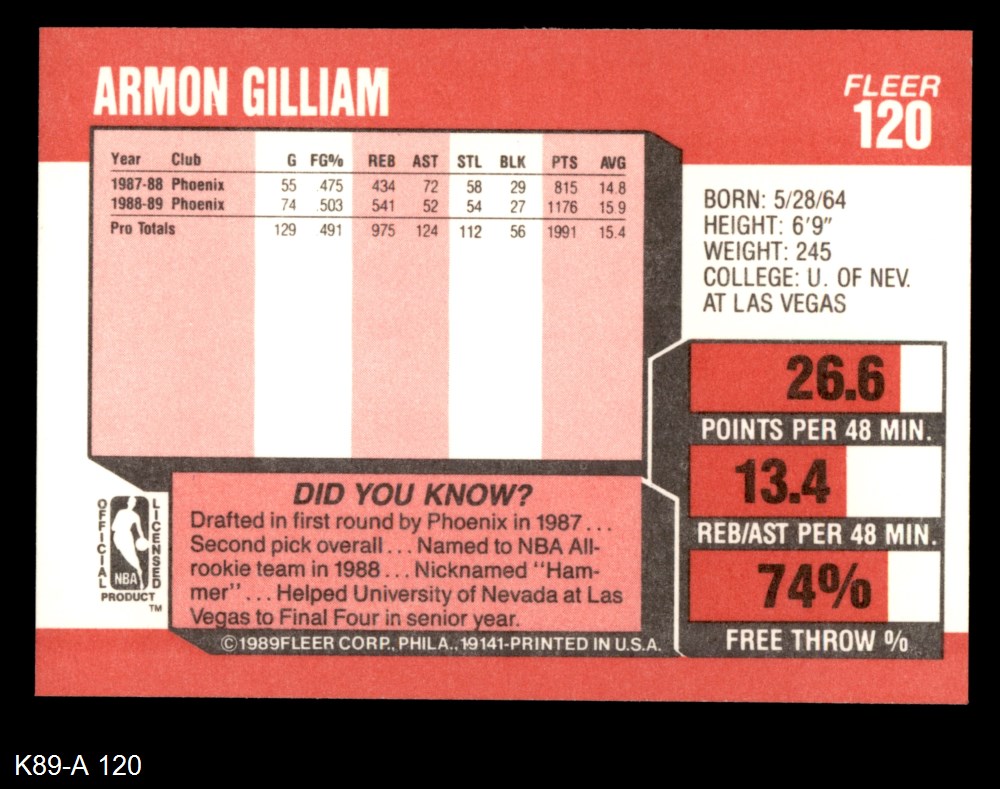 ARMON GILLIAM
FLEER
120
Year Club G FG% REB AST STL BLK PTS AVG
1987-88 Phoenix 55 .475 434 72 58 29 815 14.8
1988-89 Phoenix 74 .503 541 52 54 27 1176 15.9
Pro Totals 129 .491 975 124 112 56 1991 15.4
BORN: 5/28/64
HEIGHT: 6'9"
WEIGHT: 245
COLLEGE: U. OF NEV.
AT LAS VEGAS
26.6
POINTS PER 48 MIN.
13.4
REB/AST PER 48 MIN.
74%
FREE THROW %
DID YOU KNOW?
Drafted in first round by Phoenix in 1987 ...
Second pick overall ... Named to NBA All-
rookie team in 1988 ... Nicknamed "Ham-
mer" ... Helped University of Nevada at Las
Vegas to Final Four in senior year.
OFFICIAL
LICENSED
NBA
PRODUCT
TM
©1989FLEER CORP., PHILA., 19141-PRINTED IN U.S.A.
K89-A 120